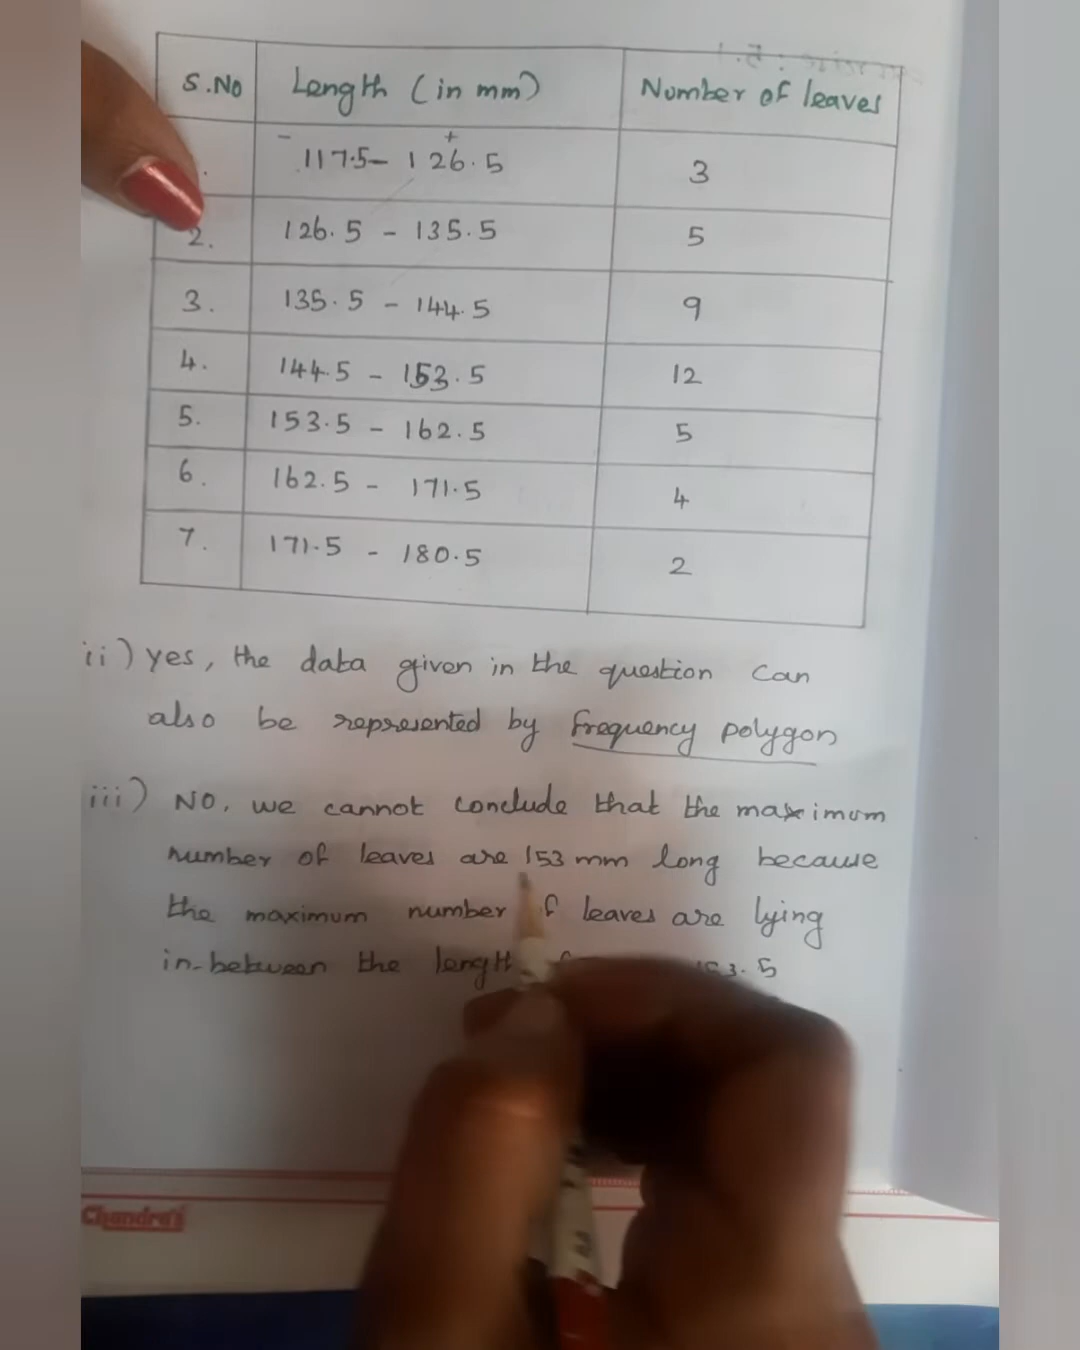 S.No Length (in mm) Number of leaves
- +
117.5 - 126.5 3
2. 126.5 - 135.5 5
3. 135.5 - 144.5 9
4. 144.5 - 153.5 12
5. 153.5 - 162.5 5
6. 162.5 - 171.5 4
7. 171.5 - 180.5 2
ii) yes, the data given in the question can
also be represented by frequency polygon
iii) No, we cannot conclude that the maximum
number of leaves are 153 mm long because
the maximum number of leaves are lying
in-between the length 153.5
Chandra's